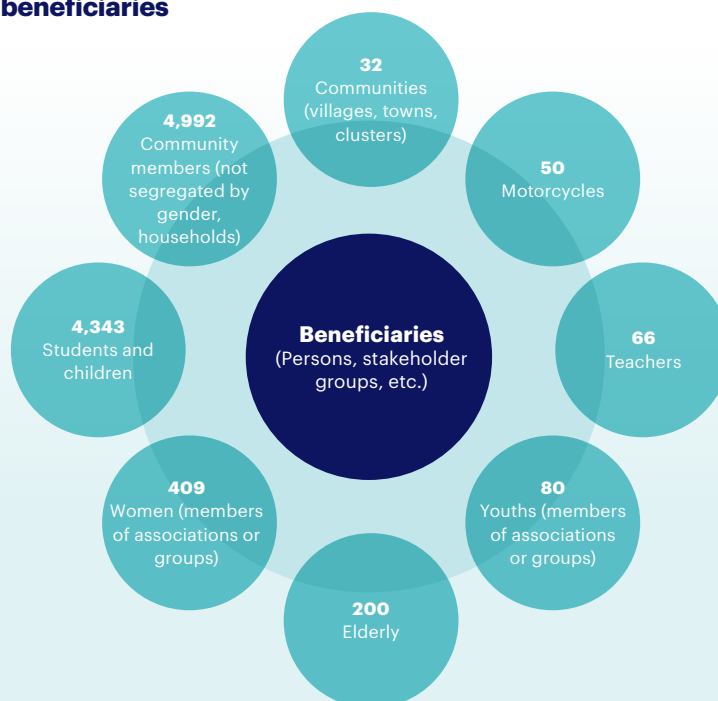 beneficiaries
32
Communities
(villages, towns,
clusters)
4,992
Community
members (not
segregated by
gender,
households)
50
Motorcycles
4,343
Students and
children
Beneficiaries
(Persons, stakeholder
groups, etc.)
66
Teachers
409
Women (members
of associations or
groups)
80
Youths (members
of associations
or groups)
200
Elderly